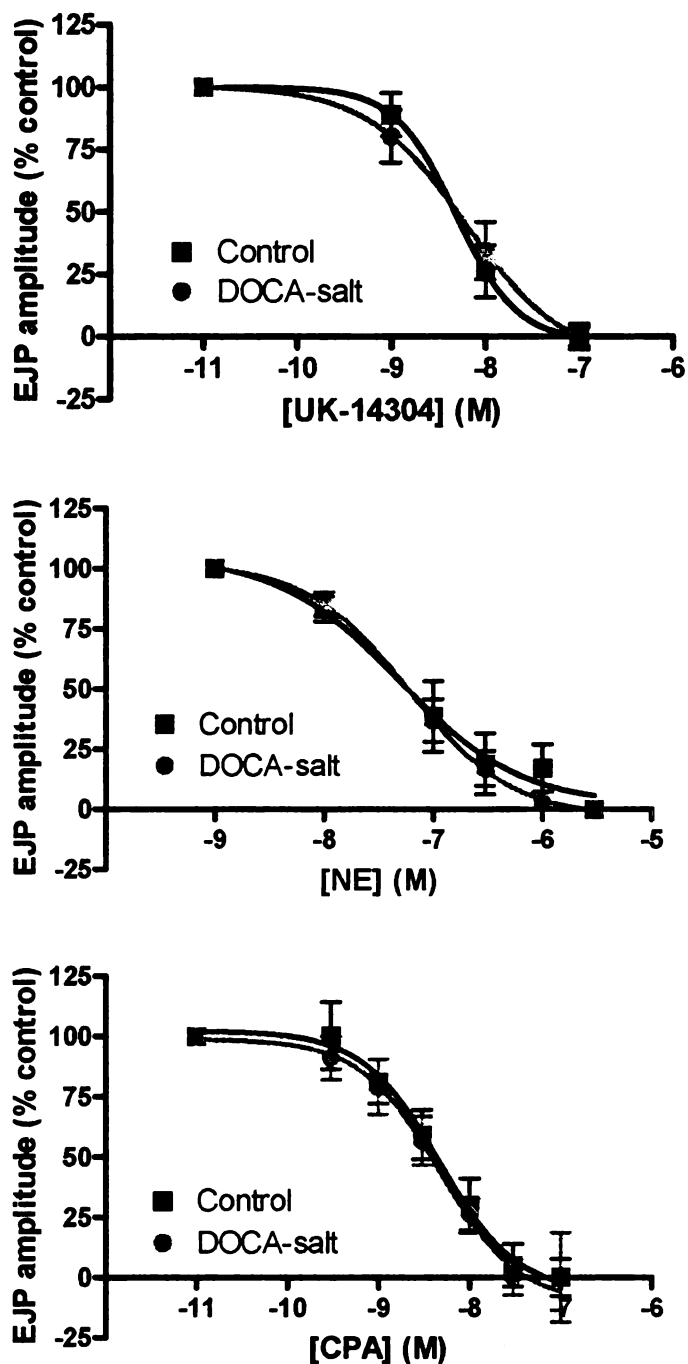 EJP amplitude (% control)
125
100
75
50
25
0
-25
Control
DOCA-salt
-11 -10 -9 -8 -7 -6
[UK-14304] (M)
EJP amplitude (% control)
125
100
75
50
25
0
-25
Control
DOCA-salt
-9 -8 -7 -6 -5
[NE] (M)
EJP amplitude (% control)
125
100
75
50
25
0
-25
Control
DOCA-salt
-11 -10 -9 -8 -7 -6
[CPA] (M)